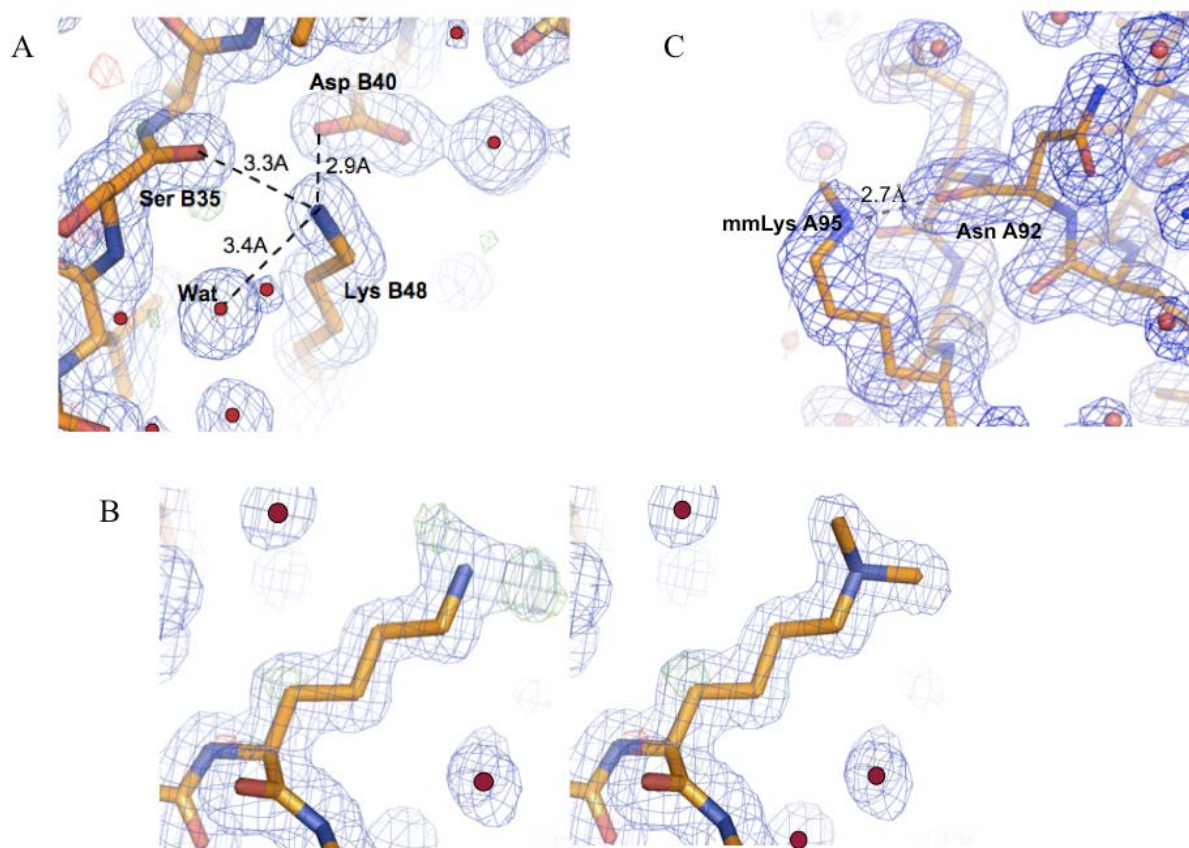 A
Asp B40
3.3A
2.9A
Ser B35
3.4A
Wat
Lys B48
C
2.7Å
mmLys A95
Asn A92
B